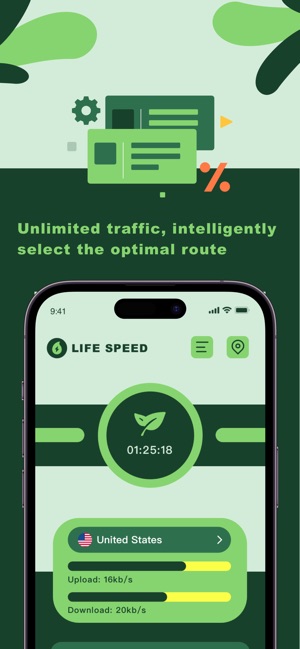 Unlimited traffic, intelligently
select the optimal route
9:41
LIFE SPEED
01:25:18
United States
Upload: 16kb/s
Download: 20kb/s